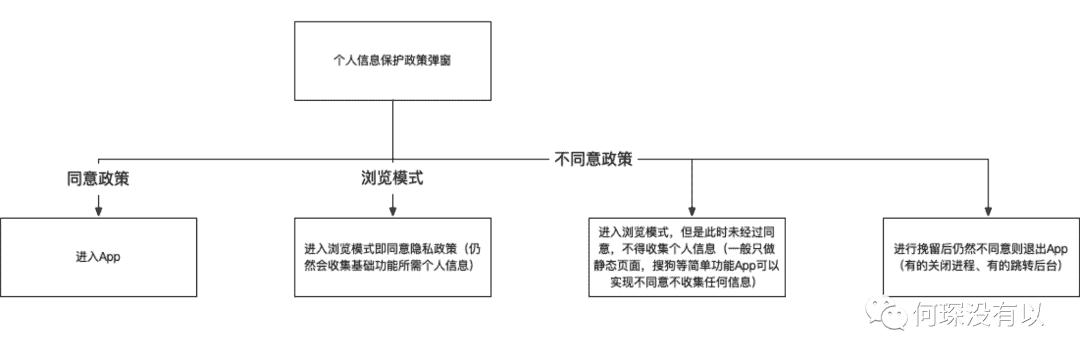 个人信息保护政策弹窗
不同意政策
同意政策
浏览模式
进入App
进入浏览模式即同意隐私政策（仍
然会收集基础功能所需个人信息）
进入浏览模式，但是此时未经过同
意，不得收集个人信息（一般只做
静态页面，搜狗等简单功能App可以
实现不同意不收集任何信息）
进行挽留后仍然不同意则退出App
（有的关闭进程、有的跳转后台）
何琛没有以